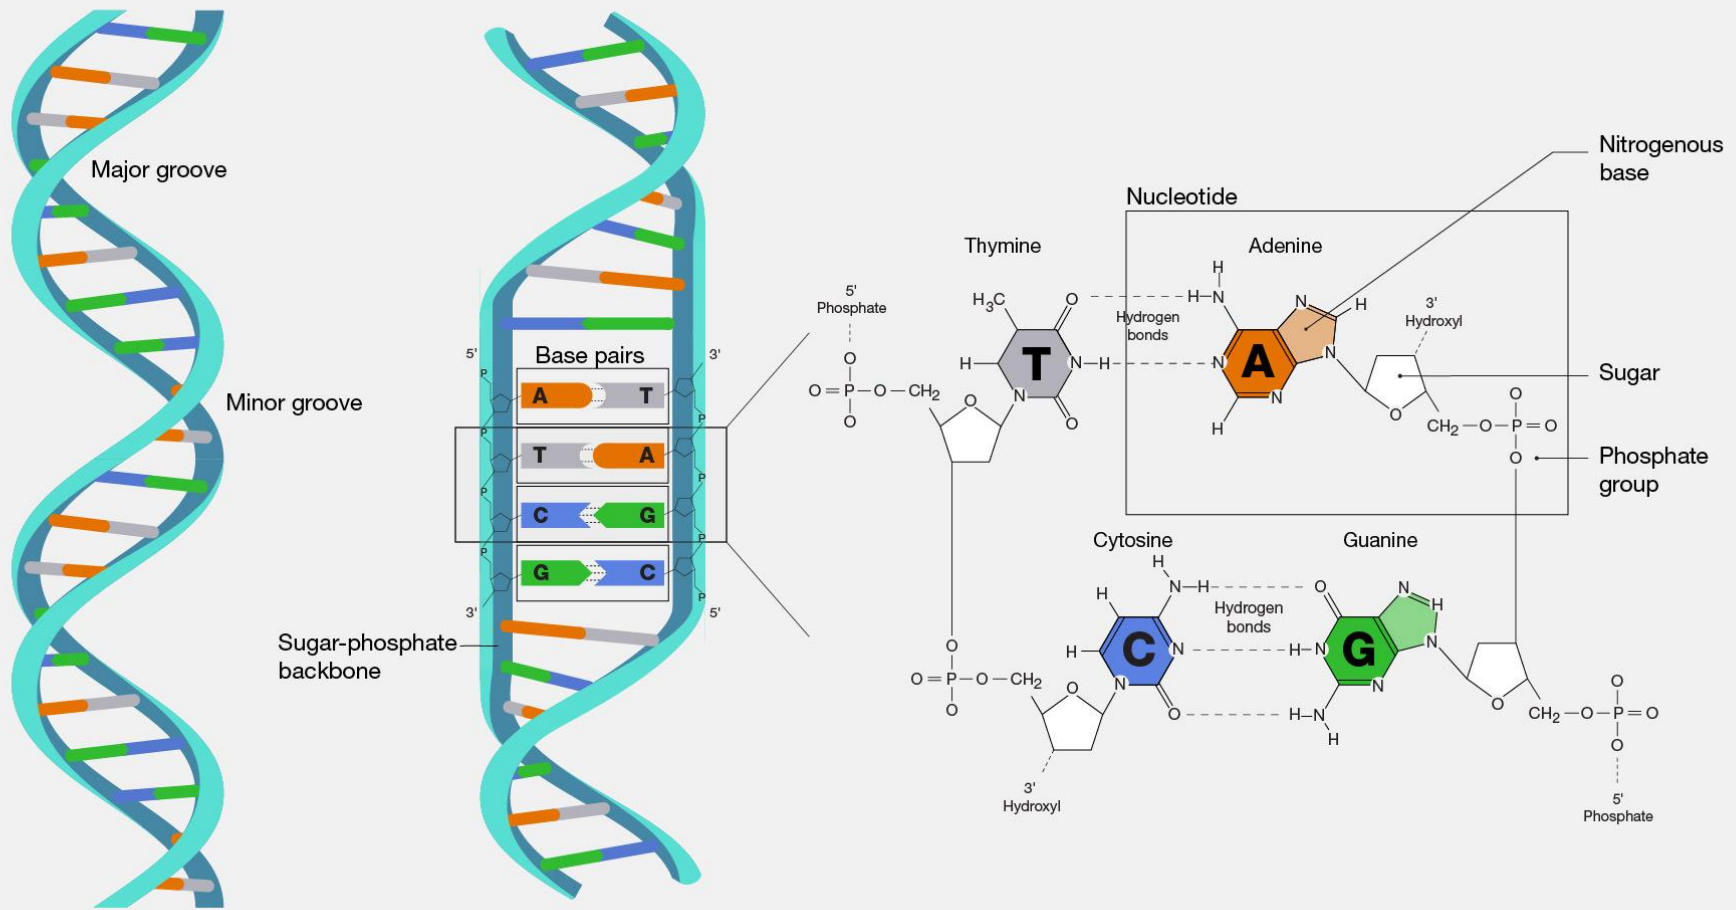 Major groove
Minor groove
Sugar-phosphate
backbone
5'
3'
Base pairs
P
P
A T
P
P
T A
P
P
C G
P
P
G C
P
3'
5'
Nitrogenous
base
Nucleotide
Thymine
Adenine
5'
Phosphate
H₃C
O
H
H–N
N
H
3'
Hydroxyl
Hydrogen
bonds
O
O=P–O–CH₂
O
H
T
N–H
N
A
N
Sugar
O
N
O
N
H
O
CH₂–O–P=O
O
O
Phosphate
group
Cytosine
Guanine
H
H
N–H
O
N
H
Hydrogen
bonds
H
C
N
H–N
G
N
O
O=P–O–CH₂
O
O
N
O
N
H–N
H
O
CH₂–O–P=O
O
O
3'
Hydroxyl
5'
Phosphate